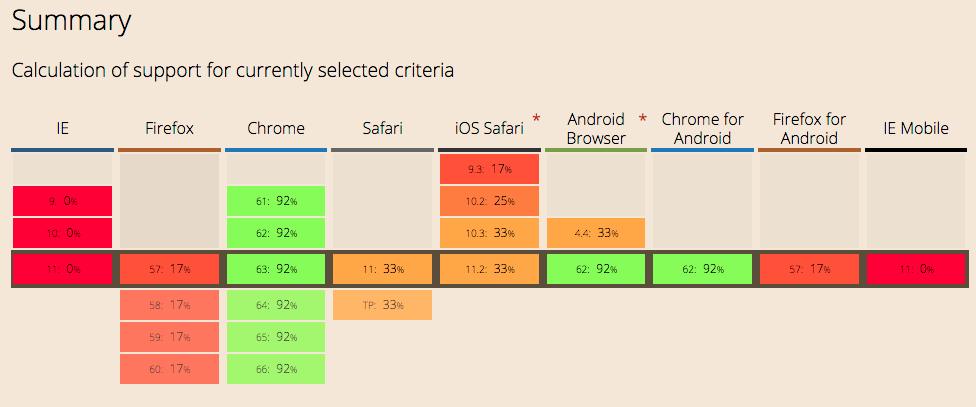 Summary
Calculation of support for currently selected criteria
IE
Firefox
Chrome
Safari
iOS Safari *
Android Browser *
Chrome for Android
Firefox for Android
IE Mobile
9.3: 17%
9: 0%
61: 92%
10.2: 25%
10: 0%
62: 92%
10.3: 33%
4.4: 33%
11: 0%
57: 17%
63: 92%
11: 33%
11.2: 33%
62: 92%
62: 92%
57: 17%
11: 0%
58: 17%
64: 92%
TP: 33%
59: 17%
65: 92%
60: 17%
66: 92%